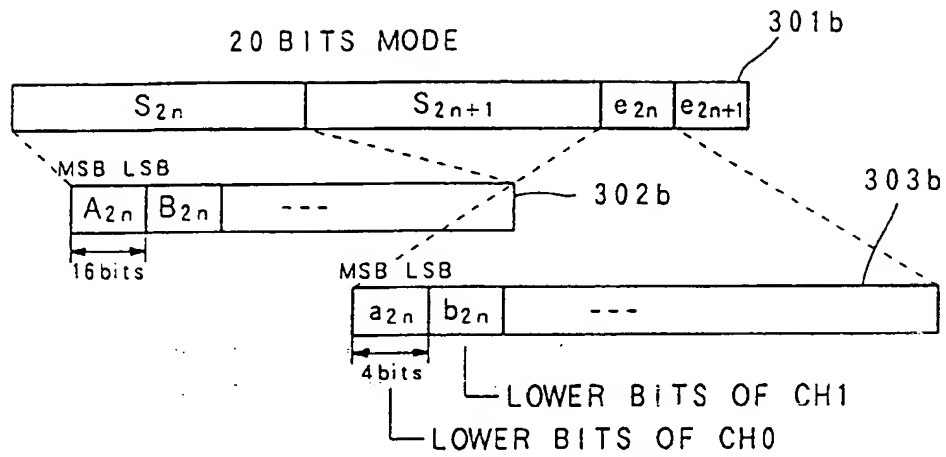 20 BITS MODE
301b
S2n S2n+1 e2n e2n+1
MSB LSB
A2n B2n ---
302b
303b
16bits
MSB LSB
a2n b2n ---
4bits
LOWER BITS OF CH1
LOWER BITS OF CH0